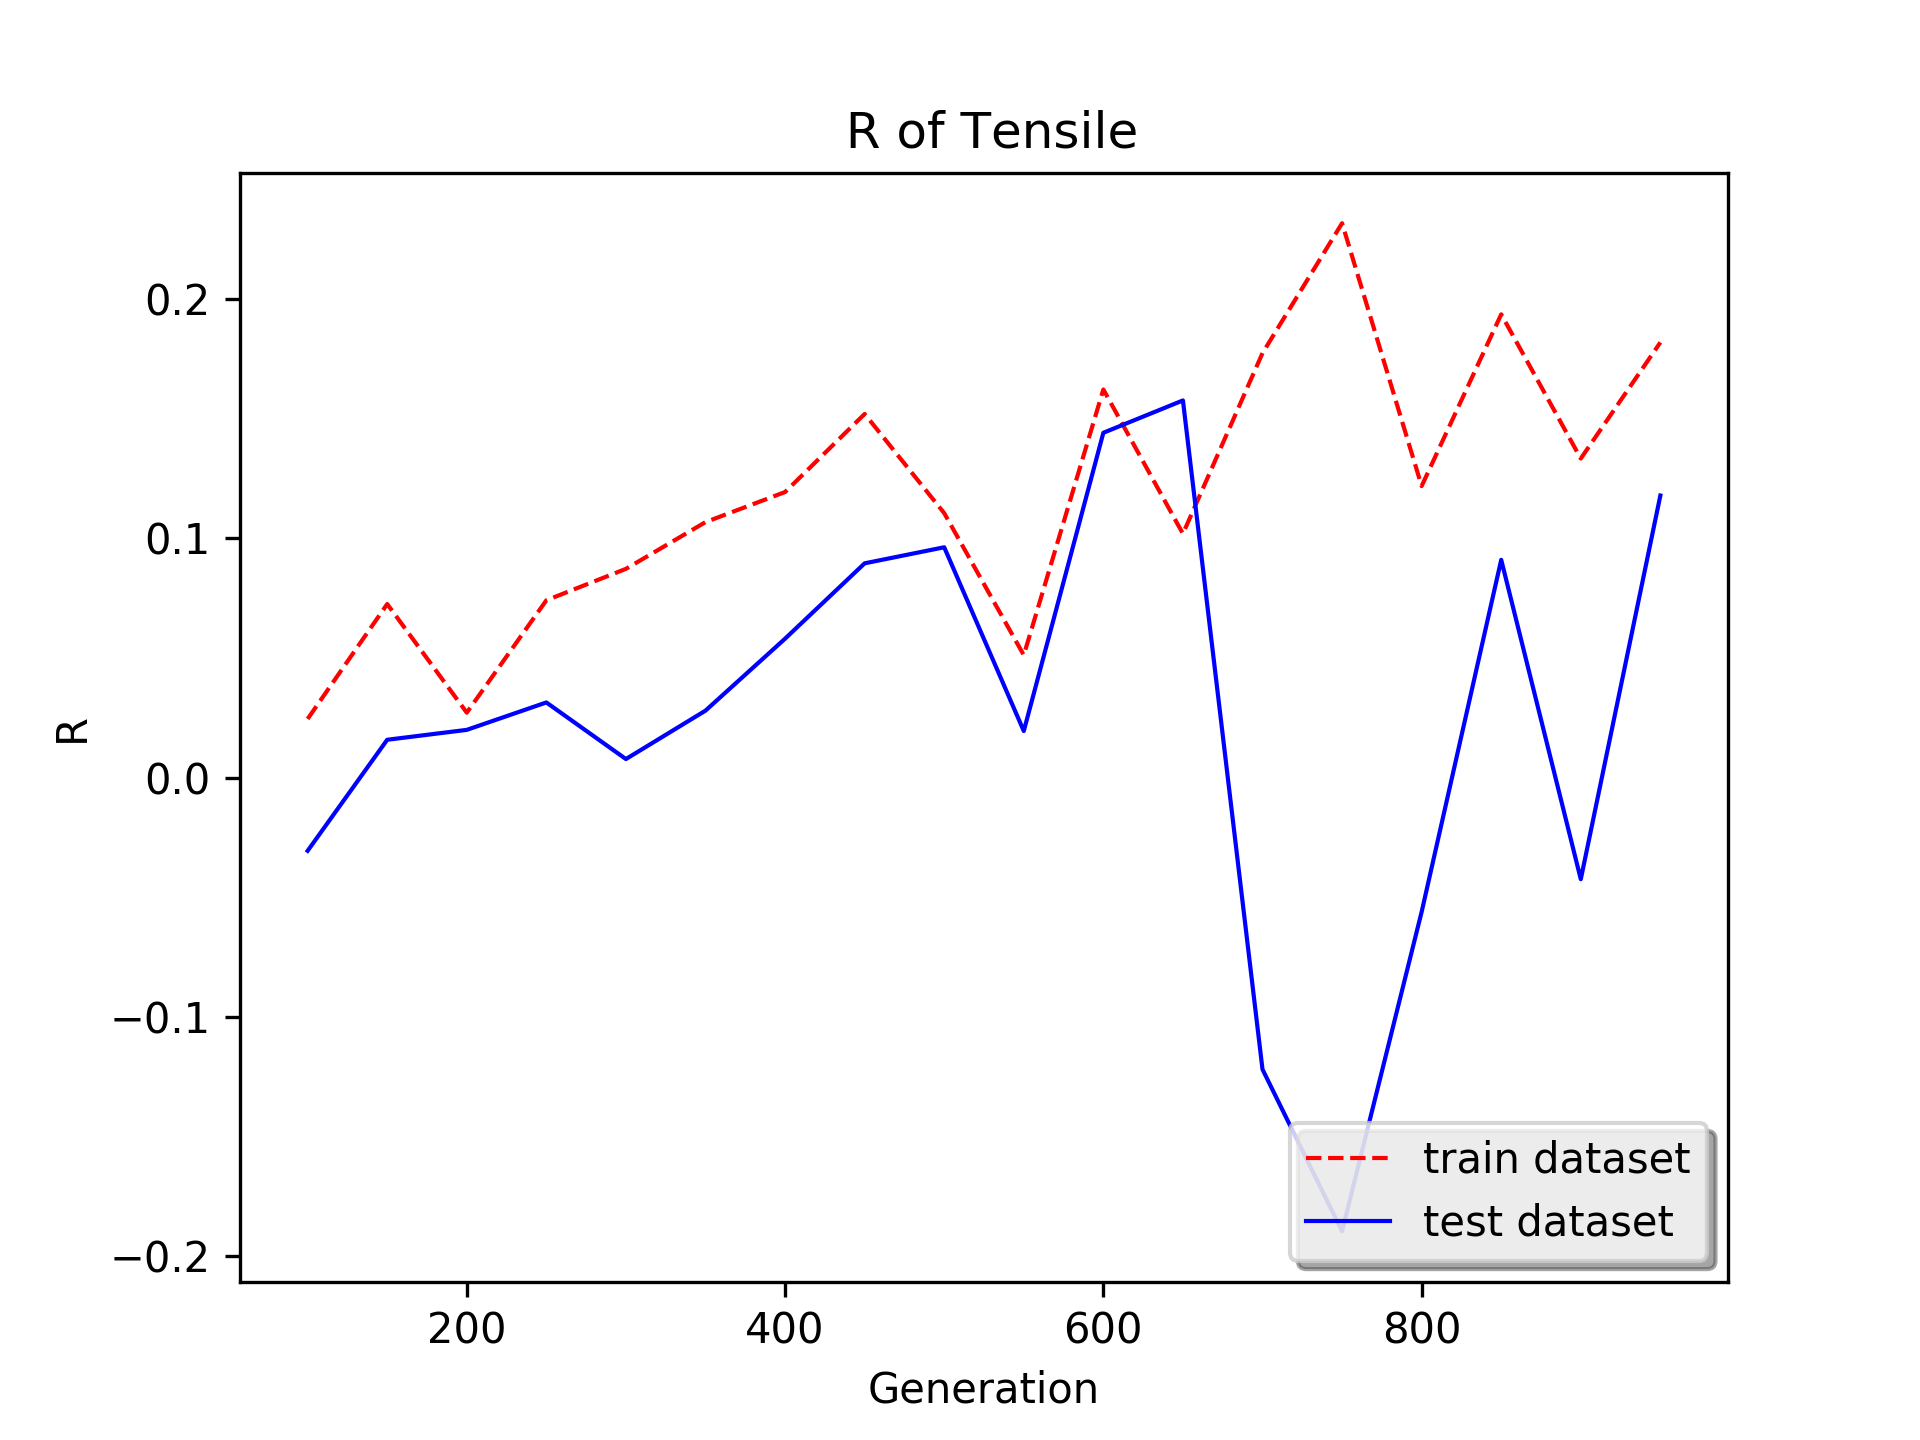 R of Tensile
R
0.2
0.1
0.0
−0.1
−0.2
train dataset
test dataset
200 400 600 800
Generation